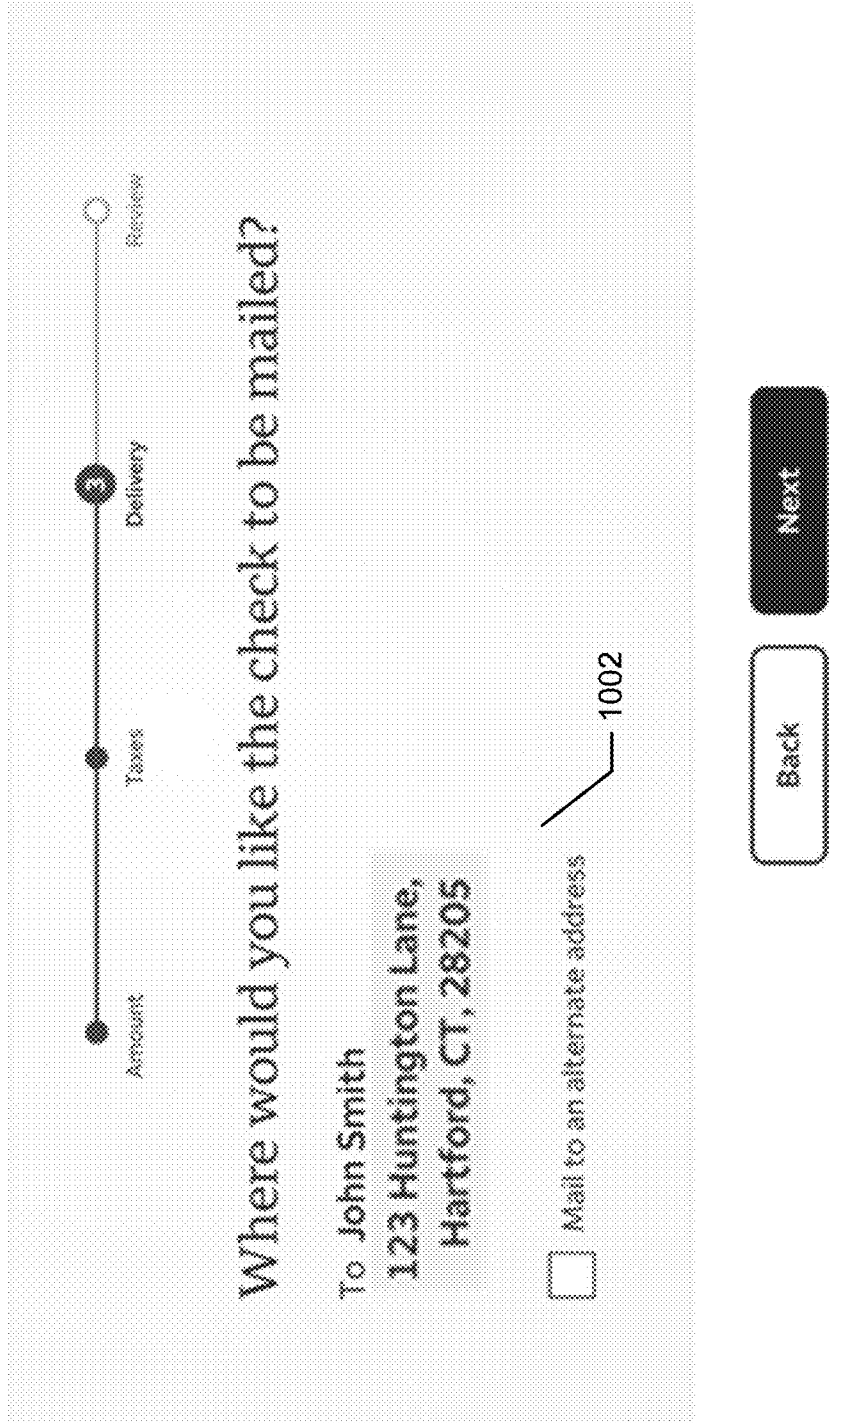 Amount
Taxes
3
Delivery
Review
Where would you like the check to be mailed?
To John Smith
123 Huntington Lane,
Hartford, CT, 28205
Mail to an alternate address
1002
Back
Next